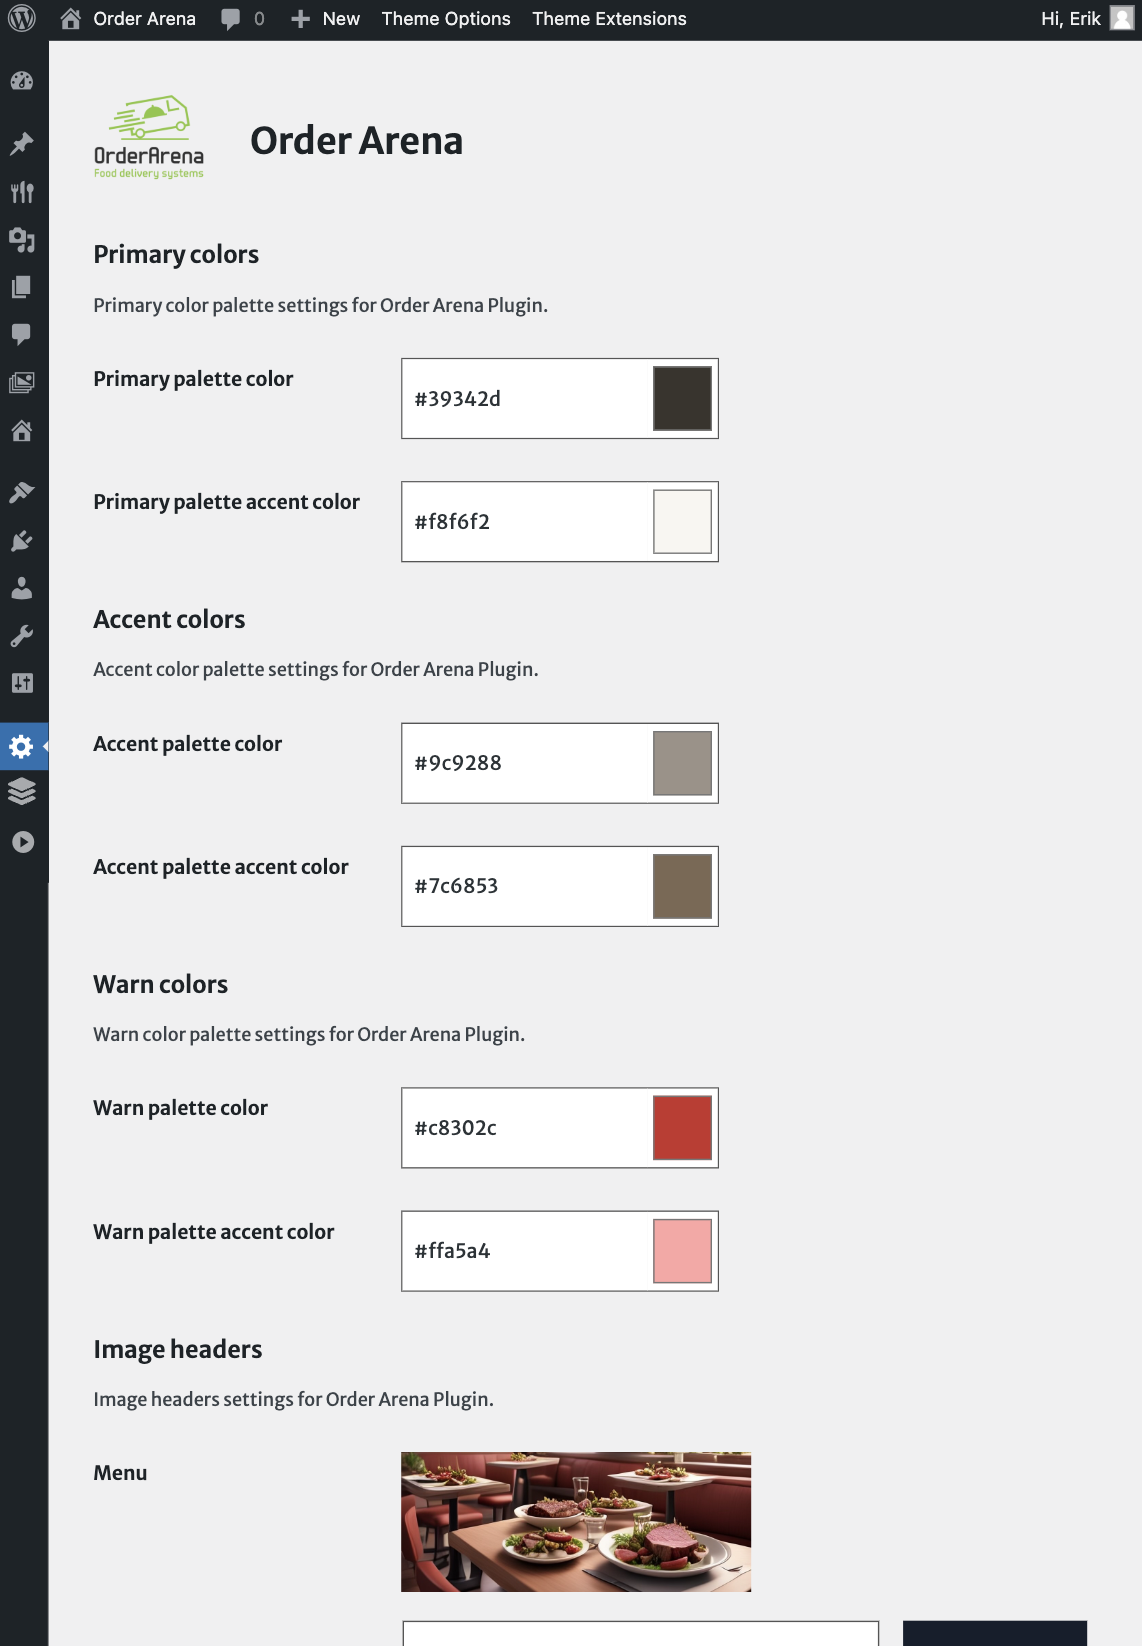 Order Arena
0
New
Theme Options
Theme Extensions
Hi, Erik
OrderArena
Food delivery systems
Order Arena
Primary colors
Primary color palette settings for Order Arena Plugin.
Primary palette color
#39342d
Primary palette accent color
#f8f6f2
Accent colors
Accent color palette settings for Order Arena Plugin.
Accent palette color
#9c9288
Accent palette accent color
#7c6853
Warn colors
Warn color palette settings for Order Arena Plugin.
Warn palette color
#c8302c
Warn palette accent color
#ffa5a4
Image headers
Image headers settings for Order Arena Plugin.
Menu